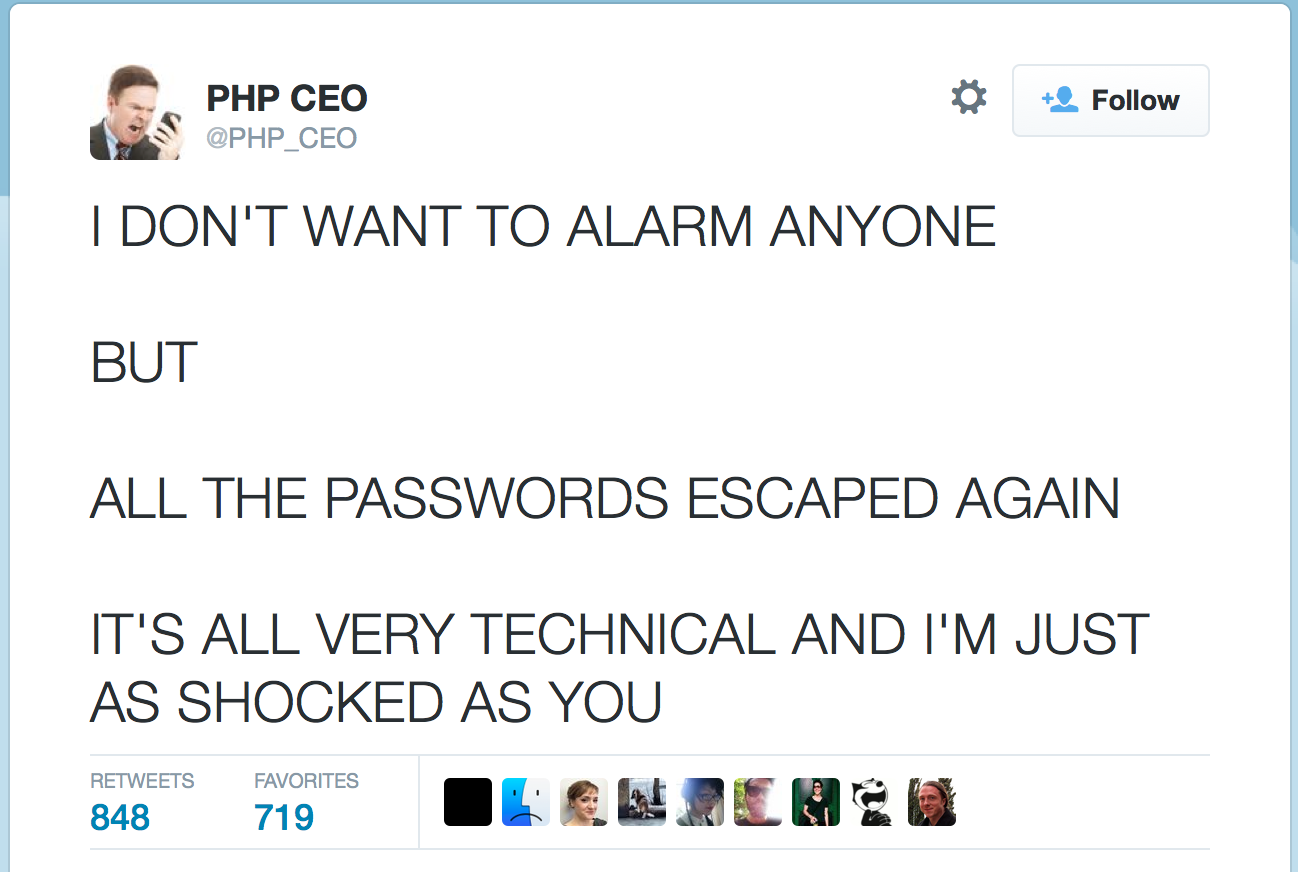 PHP CEO
@PHP_CEO
Follow
I DON'T WANT TO ALARM ANYONE
BUT
ALL THE PASSWORDS ESCAPED AGAIN
IT'S ALL VERY TECHNICAL AND I'M JUST
AS SHOCKED AS YOU
RETWEETS
848
FAVORITES
719